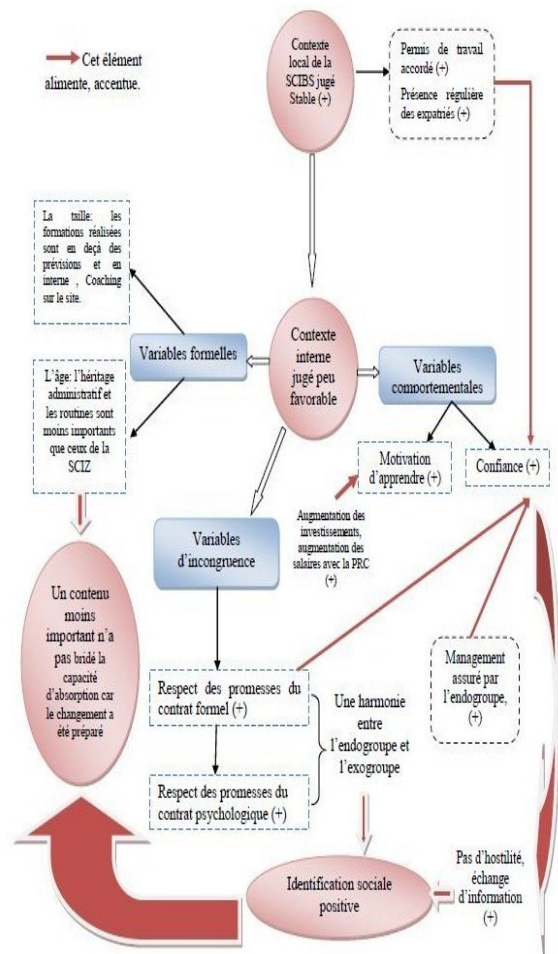 Cet élément
alimente, accentue.
Contexte
local de la
SCIBS jugé
Stable (+)
Permis de travail
accordé (+)
Présence régulière
des expatriés (+)
La taille: les
formations réalisées
sont en deçà des
prévisions et en
interne , Coaching
sur le site.
Variables formelles
Contexte
interne
jugé peu
favorable
Variables
comportementales
L'âge: l'héritage
administratif et
les routines sont
moins importants
que ceux de la
SCIZ
Motivation
d'apprendre (+)
Confiance (+)
Augmentation des
investissements,
augmentation des
salaires avec la PRC
(+)
Variables
d'incongruence
Un contenu
moins
important n'a
pas bridé la
capacité
d'absorption car
le changement a
été préparé
Respect des promesses du
contrat formel (+)
Respect des promesses du
contrat psychologique (+)
Une harmonie
entre
l'endogroupe et
l'exogroupe
Management
assuré par
l'endogroupe,
(+)
Identification sociale
positive
Pas d'hostilité,
échange
d'information
(+)